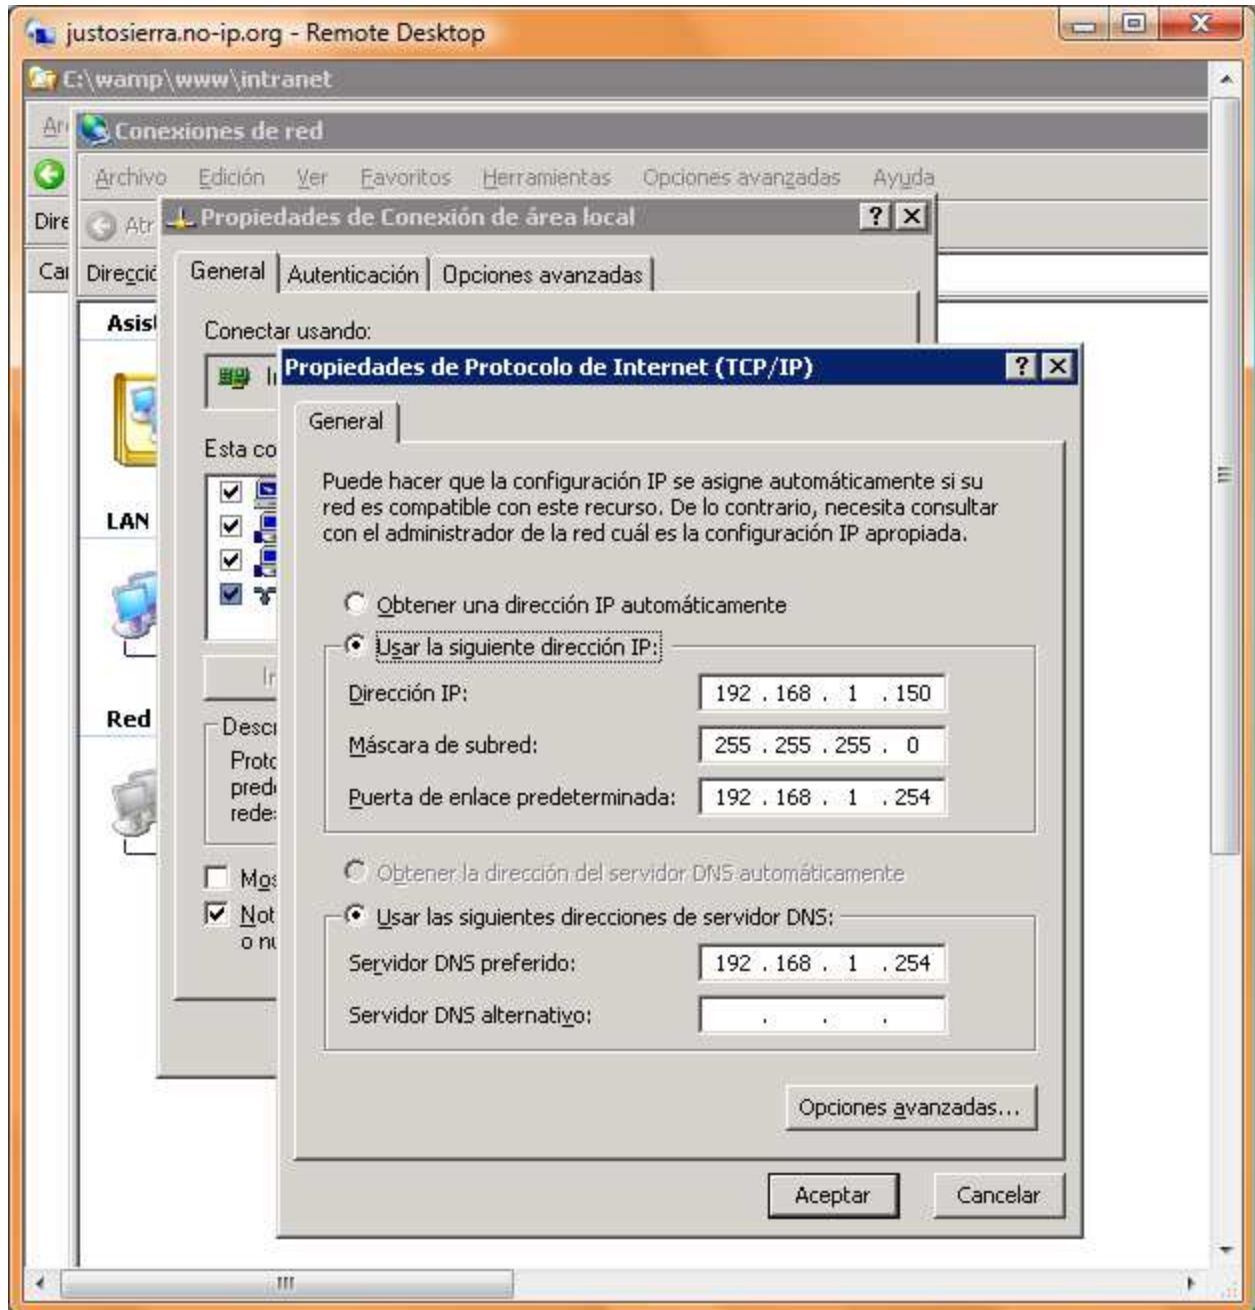 justosierra.no-ip.org - Remote Desktop
C:\wamp\www\intranet
Conexiones de red
Archivo Edición Ver Favoritos Herramientas Opciones avanzadas Ayuda
Propiedades de Conexión de área local
General Autenticación Opciones avanzadas
Conectar usando:
Propiedades de Protocolo de Internet (TCP/IP)
General
Puede hacer que la configuración IP se asigne automáticamente si su
red es compatible con este recurso. De lo contrario, necesita consultar
con el administrador de la red cuál es la configuración IP apropiada.
LAN
Obtener una dirección IP automáticamente
Usar la siguiente dirección IP:
Dirección IP: 192 . 168 . 1 . 150
Red
Máscara de subred: 255 . 255 . 255 . 0
Puerta de enlace predeterminada: 192 . 168 . 1 . 254
Obtener la dirección del servidor DNS automáticamente
Usar las siguientes direcciones de servidor DNS:
Servidor DNS preferido: 192 . 168 . 1 . 254
Servidor DNS alternativo: . . .
Opciones avanzadas...
Aceptar Cancelar